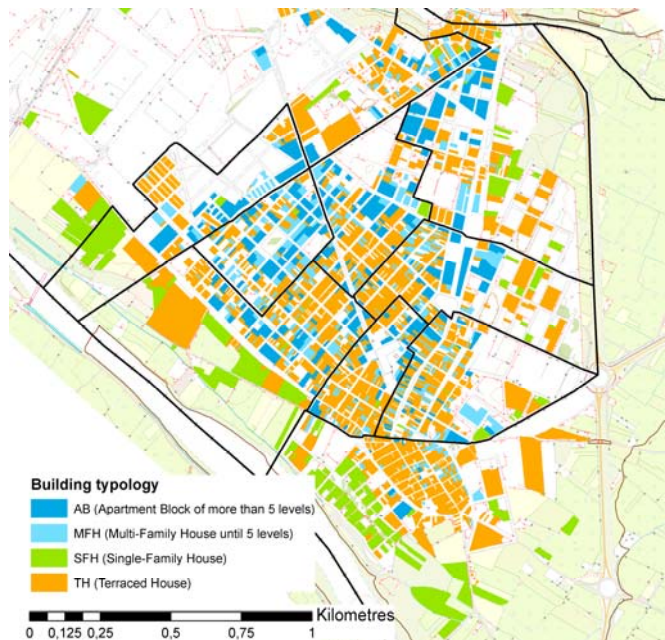 Building typology
AB (Apartment Block of more than 5 levels)
MFH (Multi-Family House until 5 levels)
SFH (Single-Family House)
TH (Terraced House)
Kilometres
0 0,125 0,25 0,5 0,75 1